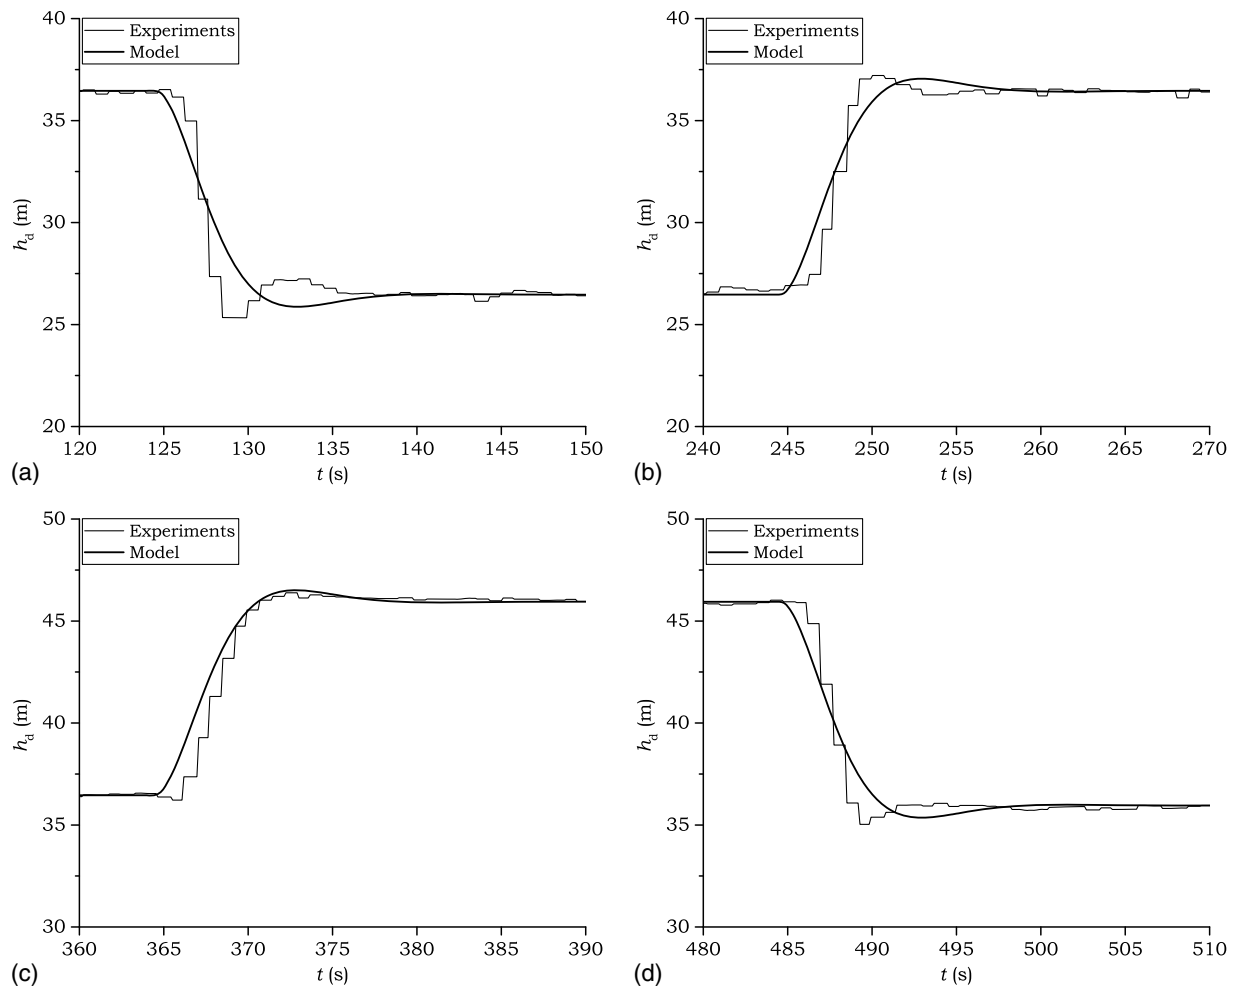 Experiments
Model
40
35
30
25
20
h_d (m)
120 125 130 135 140 145 150
t (s)
(a)
Experiments
Model
40
35
30
25
20
h_d (m)
240 245 250 255 260 265 270
t (s)
(b)
Experiments
Model
50
45
40
35
30
h_d (m)
360 365 370 375 380 385 390
t (s)
(c)
Experiments
Model
50
45
40
35
30
h_d (m)
480 485 490 495 500 505 510
t (s)
(d)